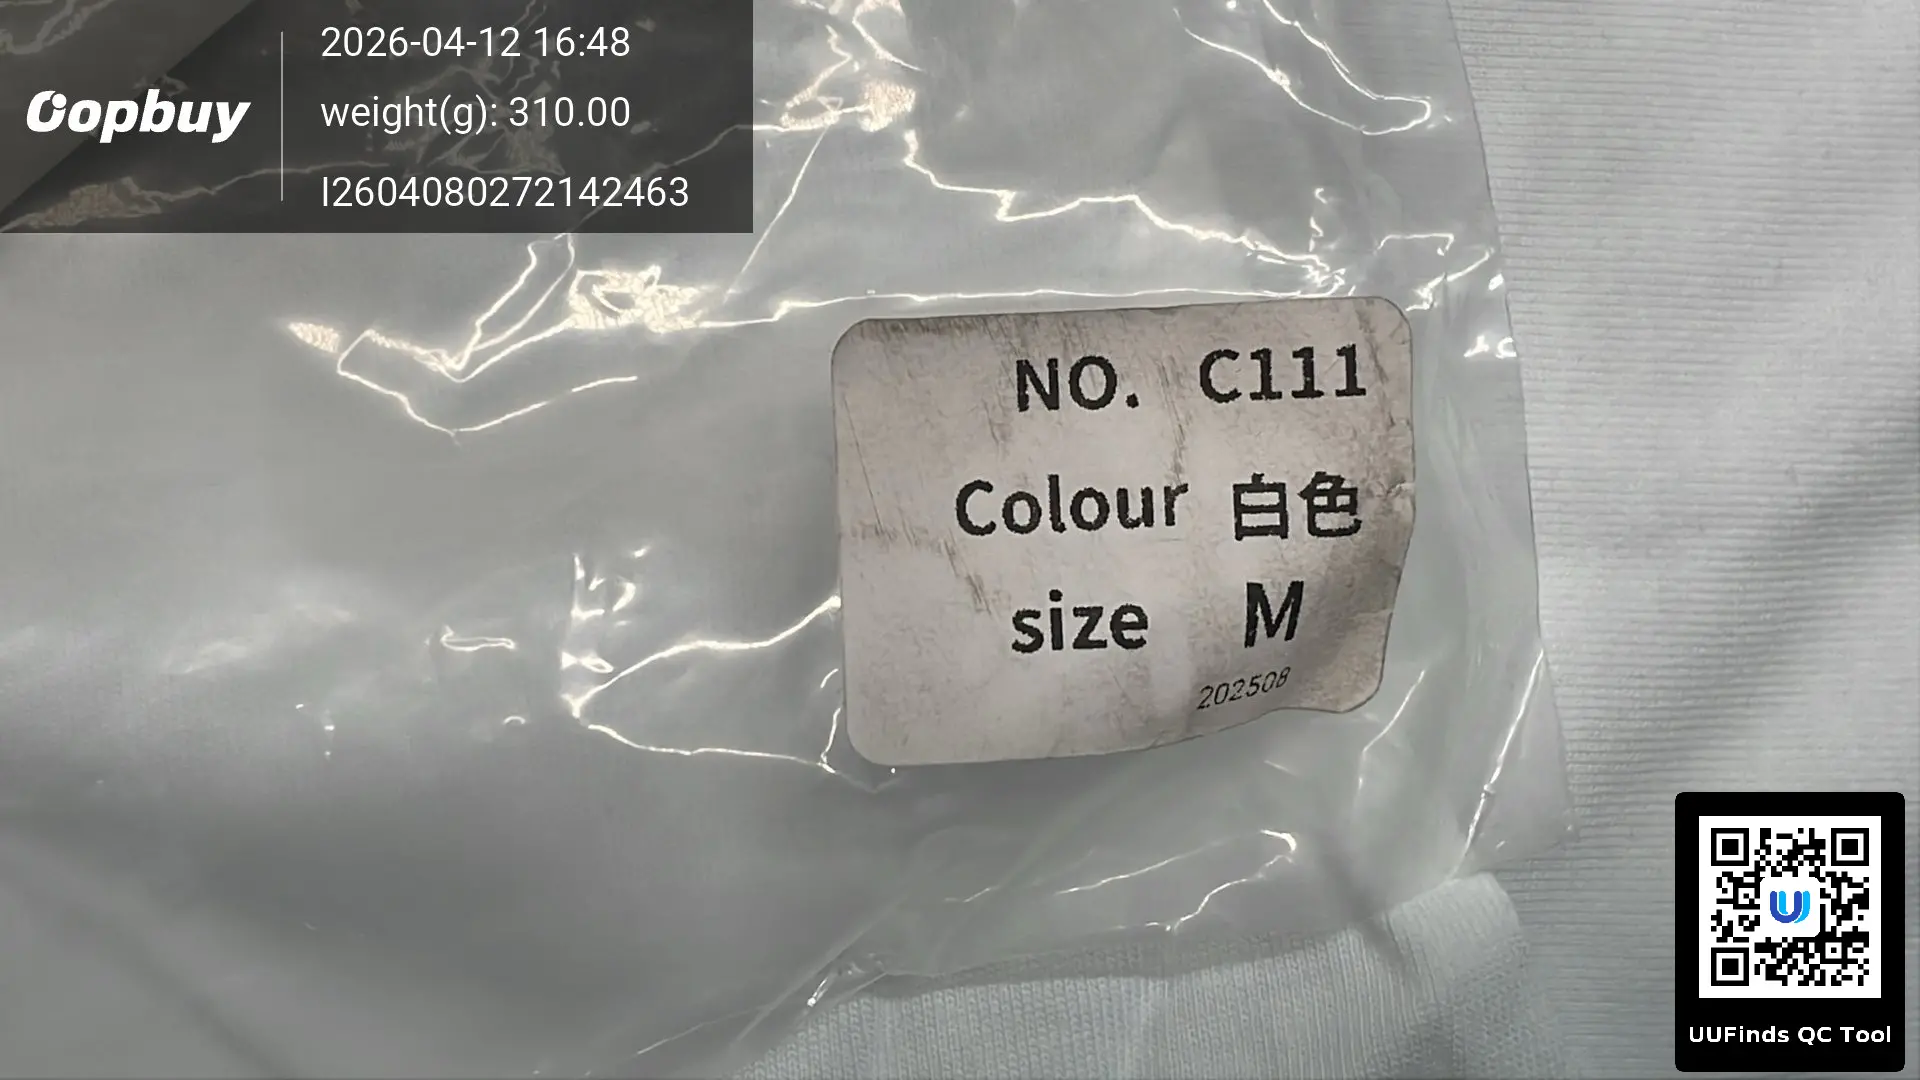 2026-04-12 16:48
Oopbuy
weight(g): 310.00
I2604080272142463
NO. C111
Colour 白色
size M
202508
UUFinds QC Tool